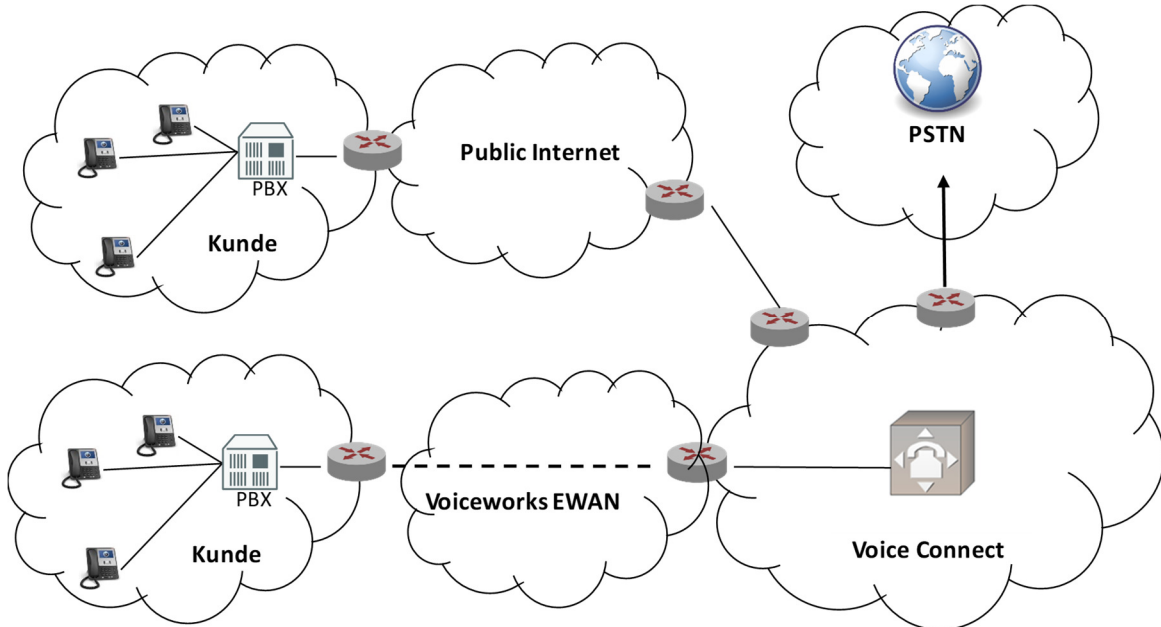 PBX
Kunde
Public Internet
PSTN
PBX
Kunde
Voiceworks EWAN
Voice Connect